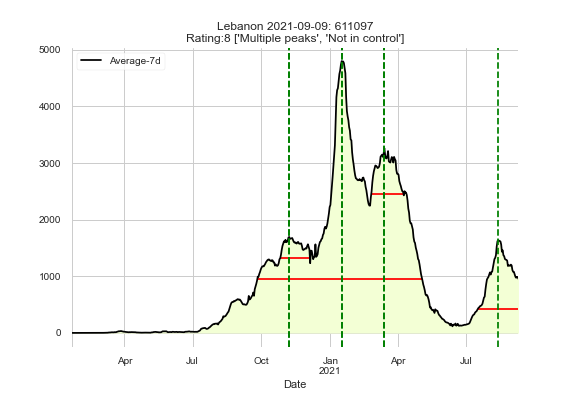 Lebanon 2021-09-09: 611097
Rating:8 ['Multiple peaks', 'Not in control']
Average-7d
5000
4000
3000
2000
1000
0
Apr
Jul
Oct
Jan
2021
Apr
Jul
Date